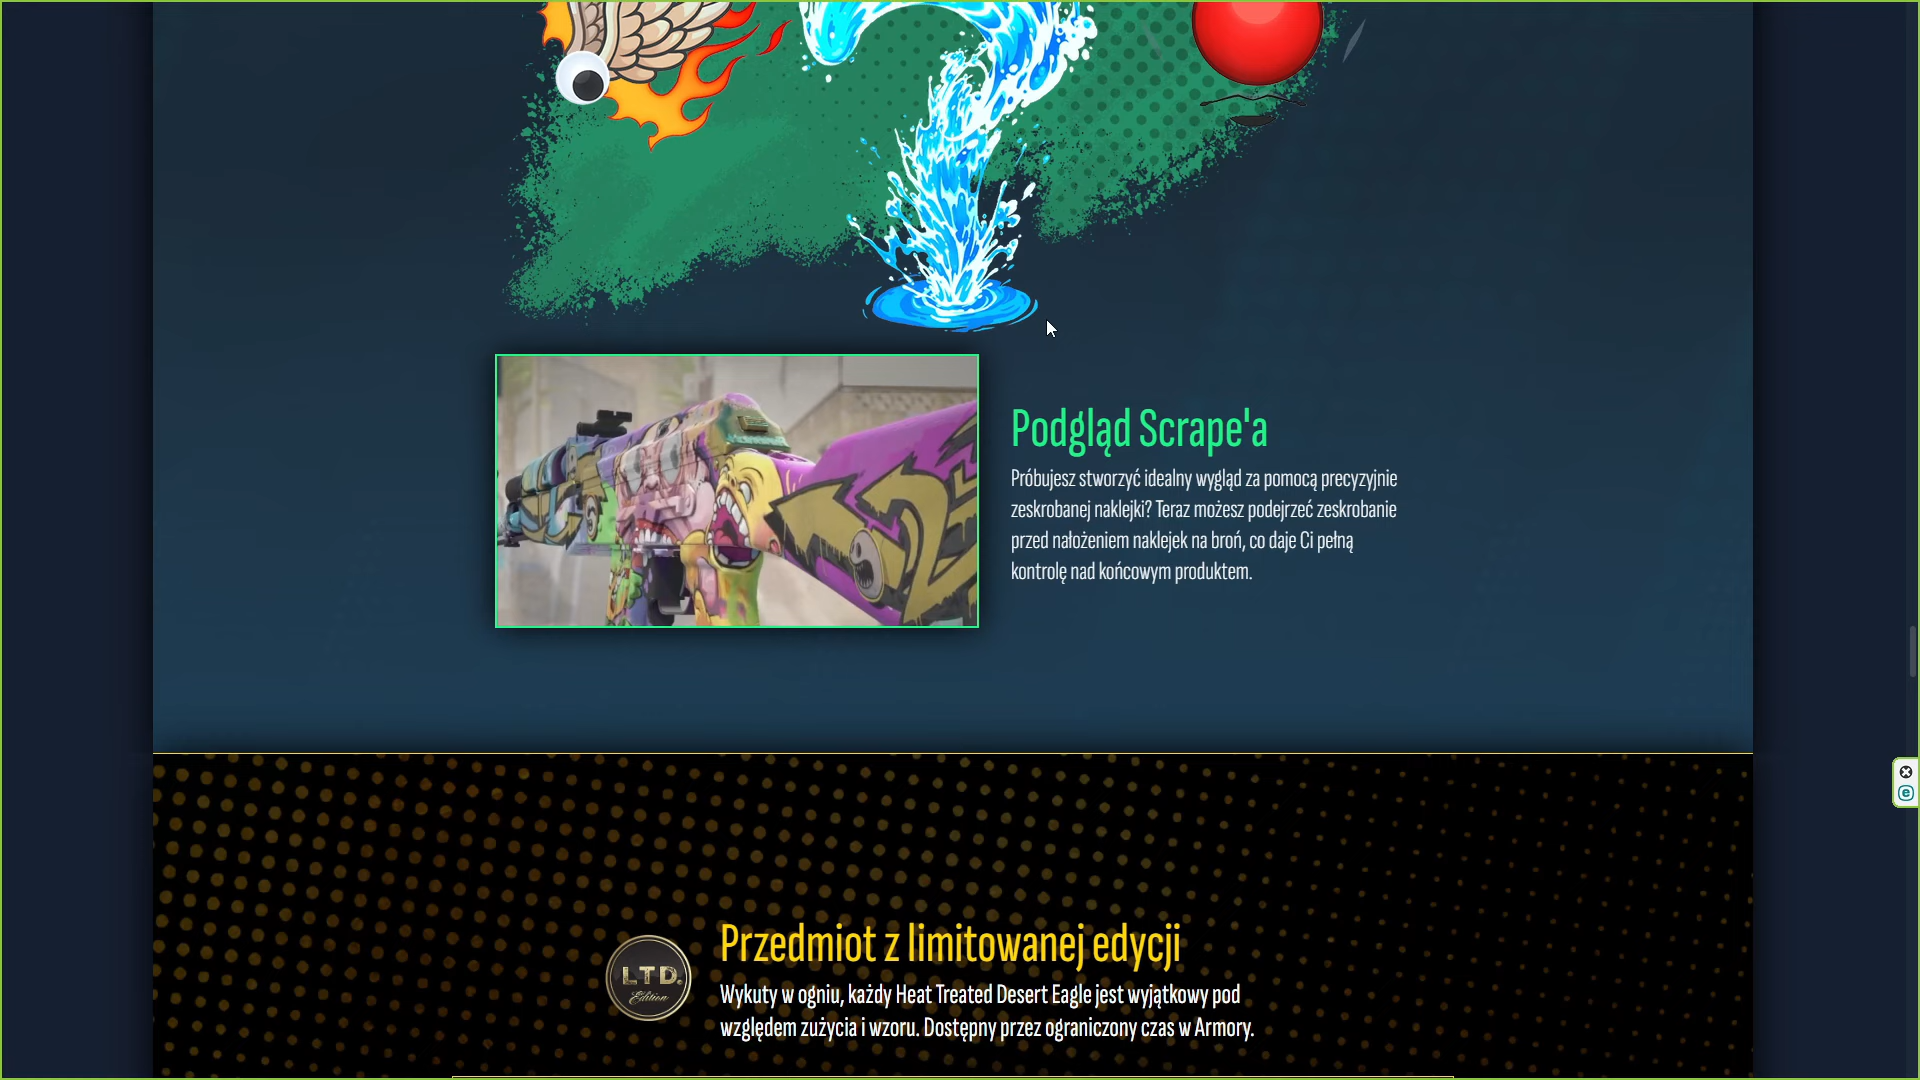 Podgląd Scrape'a
Próbujesz stworzyć idealny wygląd za pomocą precyzyjnie
zeskrobanej naklejki? Teraz możesz podejrzeć zeskrobanie
przed nałożeniem naklejek na broń, co daje Ci pełną
kontrolę nad końcowym produktem.
Przedmiot z limitowanej edycji
LTD.
Edition
Wykuty w ogniu, każdy Heat Treated Desert Eagle jest wyjątkowy pod
względem zużycia i wzoru. Dostępny przez ograniczony czas w Armory.